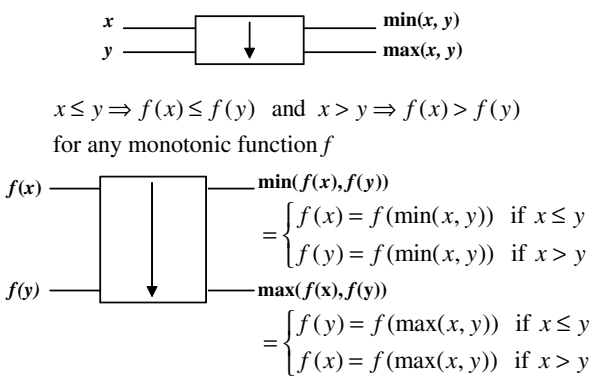 x min(x, y)
y max(x, y)
x ≤ y ⇒ f(x) ≤ f(y) and x > y ⇒ f(x) > f(y)
for any monotonic function f
f(x) min(f(x),f(y))
= { f(x) = f(min(x, y)) if x ≤ y
f(y) = f(min(x, y)) if x > y
f(y) max(f(x),f(y))
= { f(y) = f(max(x, y)) if x ≤ y
f(x) = f(max(x, y)) if x > y